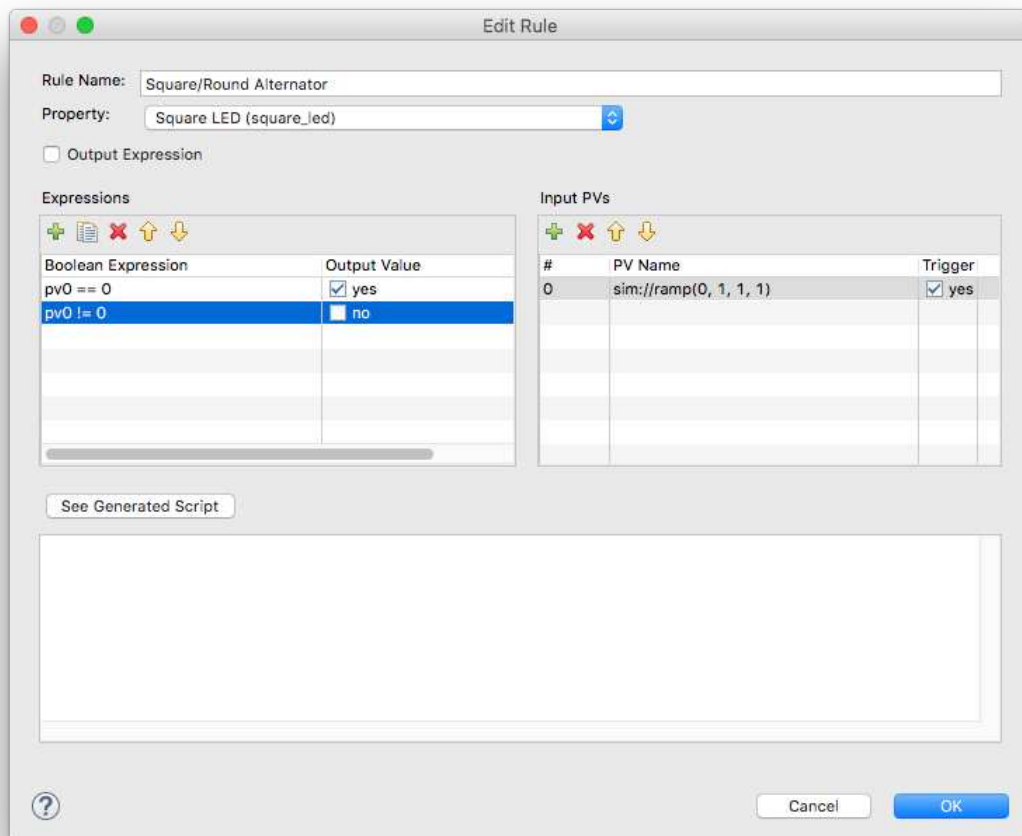 Edit Rule
Rule Name: Square/Round Alternator
Property: Square LED (square_led)
Output Expression
Expressions
Boolean Expression Output Value
pv0 == 0 yes
pv0 != 0 no
Input PVs
# PV Name Trigger
0 sim://ramp(0, 1, 1, 1) yes
See Generated Script
?
Cancel OK